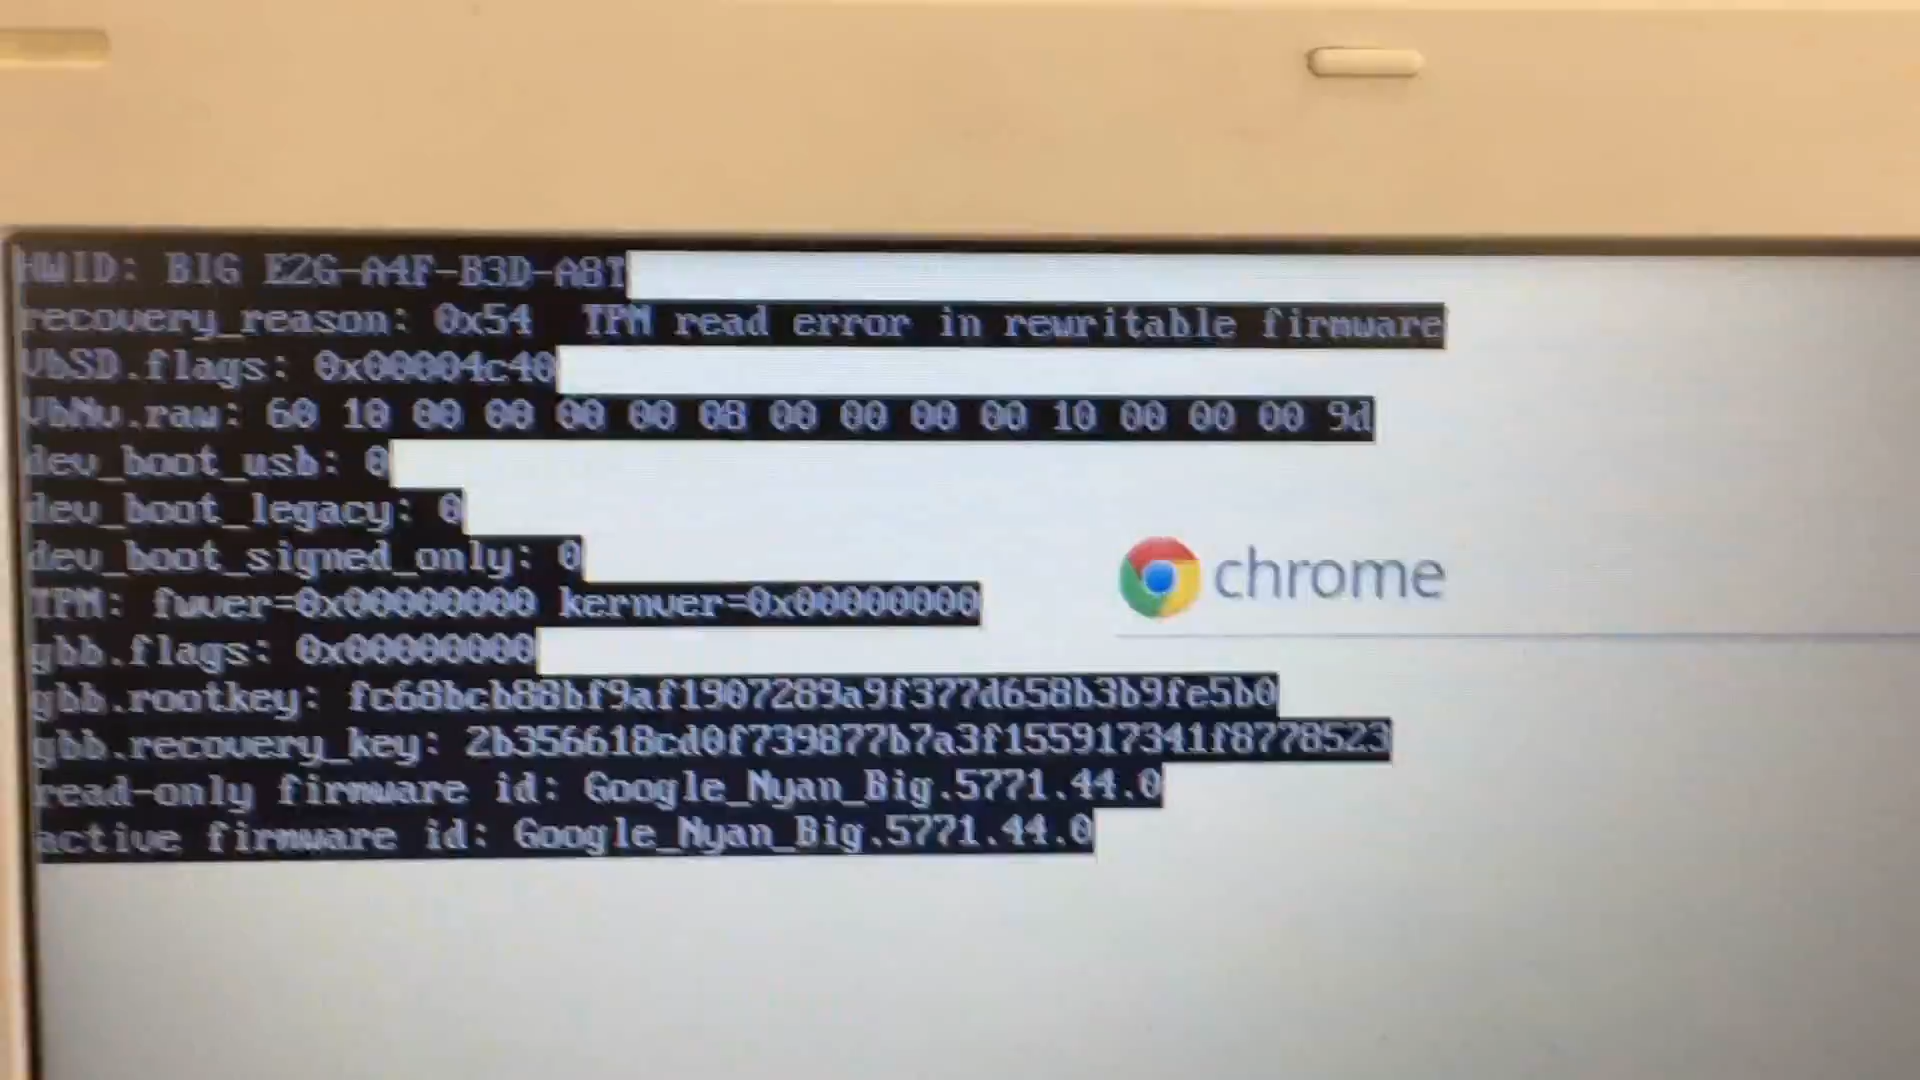 HWID: BIG E2G-A4F-B3D-A8I
recovery_reason: 0x54 TPM read error in rewritable firmware
VbSD.flags: 0x00004c40
VbNv.raw: 60 10 00 00 00 00 08 00 00 00 00 10 00 00 00 9d
dev_boot_usb: 0
dev_boot_legacy: 0
dev_boot_signed_only: 0
chrome
TPM: fwver=0x00000000 kernver=0x00000000
gbb.flags: 0x00000000
gbb.rootkey: fc68bcb88bf9af1907289a9f377d658b3b9fe5b0
gbb.recovery_key: 2b356618cd0f739877b7a3f155917341f8778523
read-only firmware id: Google_Nyan_Big.5771.44.0
active firmware id: Google_Nyan_Big.5771.44.0